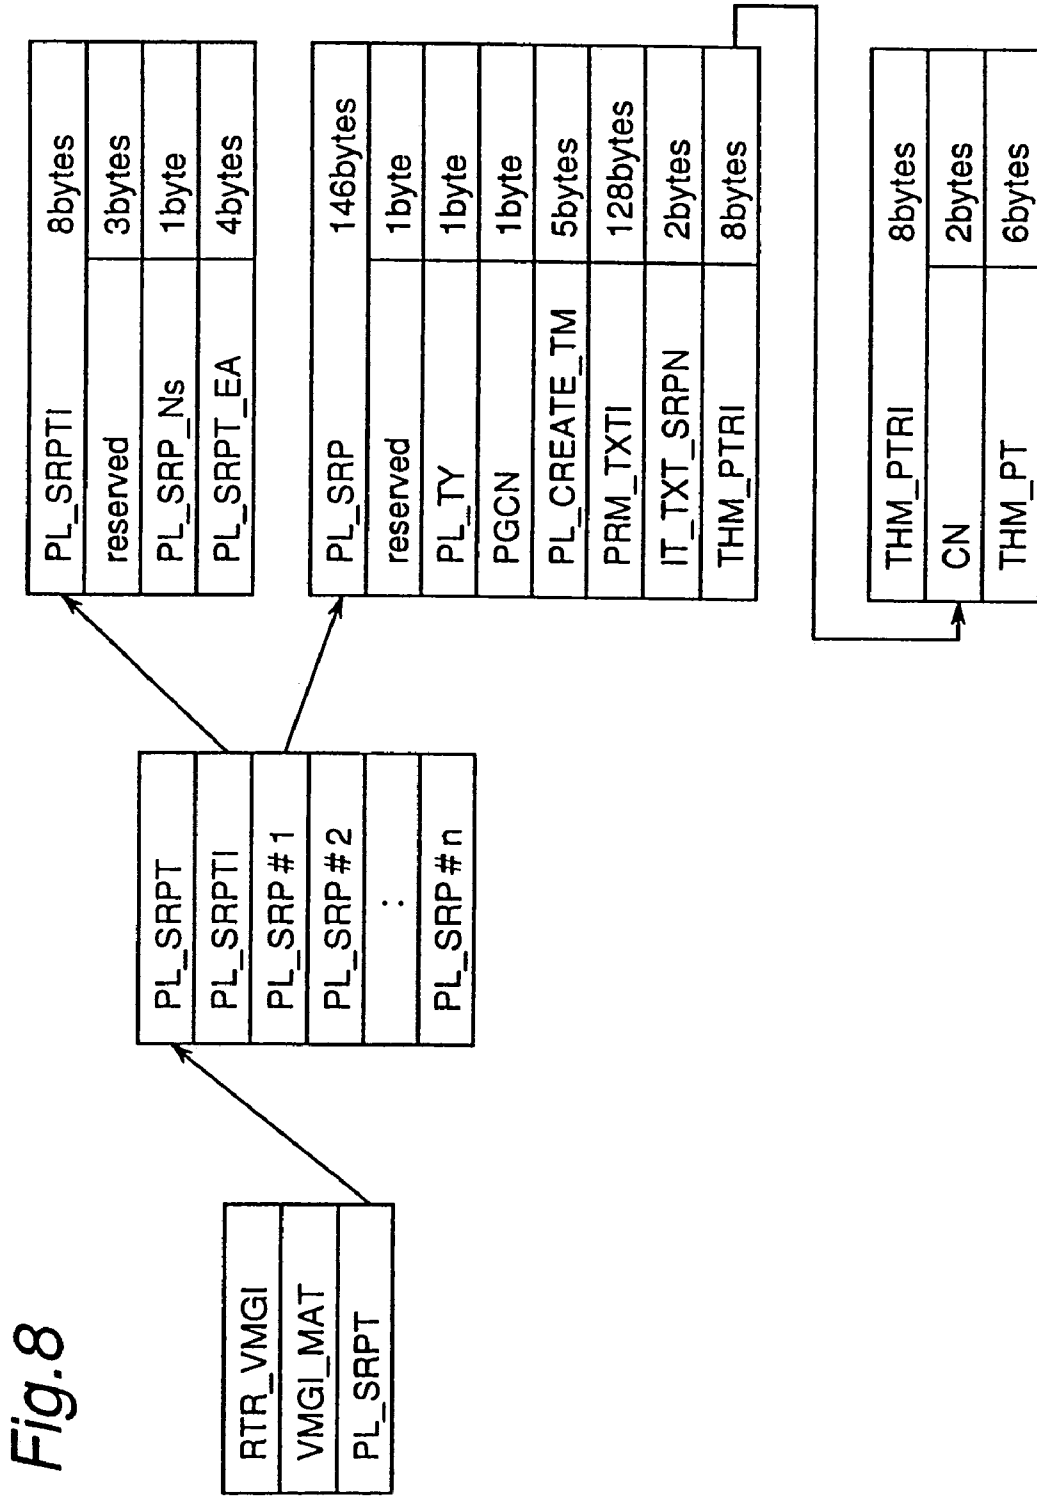 Fig.8
RTR_VMGI
VMGI_MAT
PL_SRPT
PL_SRPT
PL_SRPTI
PL_SRP#1
PL_SRP#2
:
PL_SRP#n
PL_SRPTI 8bytes
reserved 3bytes
PL_SRP_Ns 1byte
PL_SRPT_EA 4bytes
PL_SRP 146bytes
reserved 1byte
PL_TY 1byte
PGCN 1byte
PL_CREATE_TM 5bytes
PRM_TXTI 128bytes
IT_TXT_SRPN 2bytes
THM_PTRI 8bytes
THM_PTRI 8bytes
CN 2bytes
THM_PT 6bytes